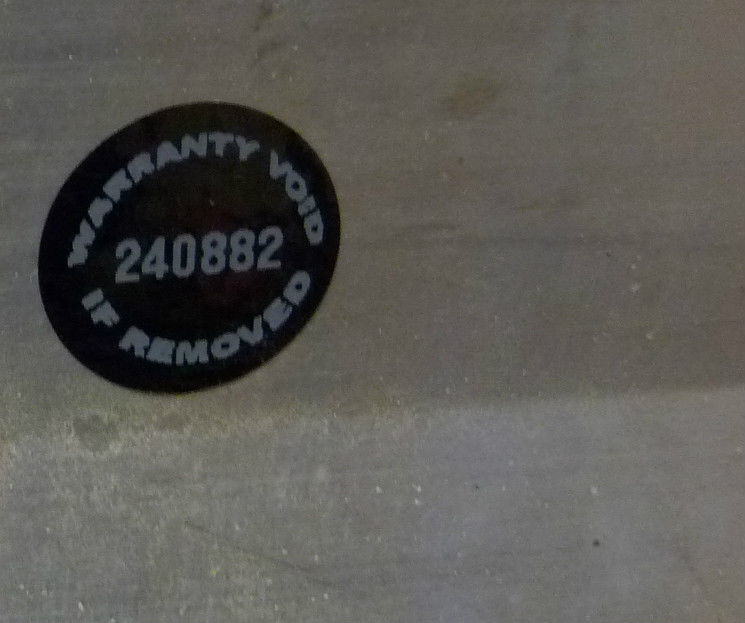 WARRANTY VOID
240882
IF REMOVED